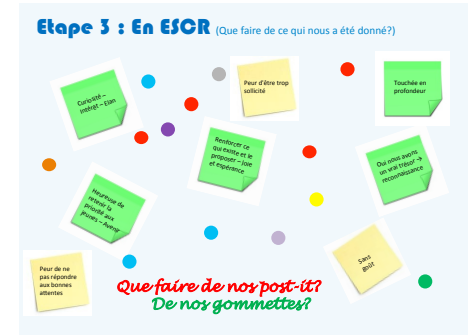 Etape 3 : En ESCR (Que faire de ce qui nous a été donné?)
Curiosité –
Intérêt – Elan
Peur d'être trop
sollicité
Touchée en
profondeur
Renforcer ce
qui existe et le
proposer – Joie
et espérance
Oui nous avons
un vrai trésor →
reconnaissance
Heureuse de
retenir la
priorité aux
jeunes – Avenir
Sans
goût
Peur de ne
pas répondre
aux bonnes
attentes
Que faire de nos post-it?
De nos gommettes?